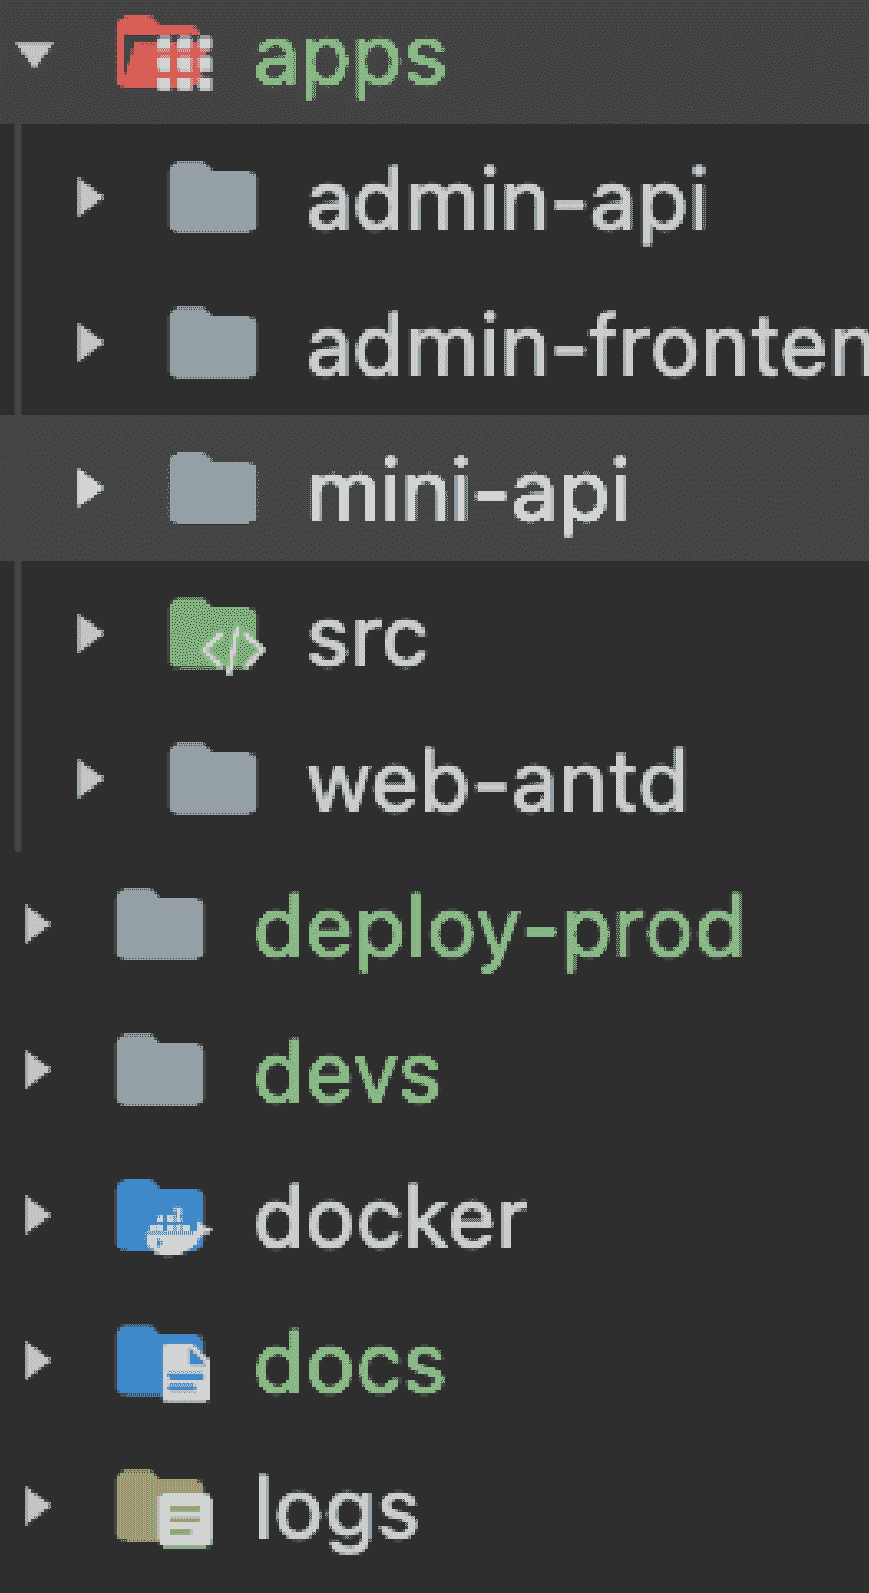 apps
admin-api
admin-fronten
mini-api
src
web-antd
deploy-prod
devs
docker
docs
logs